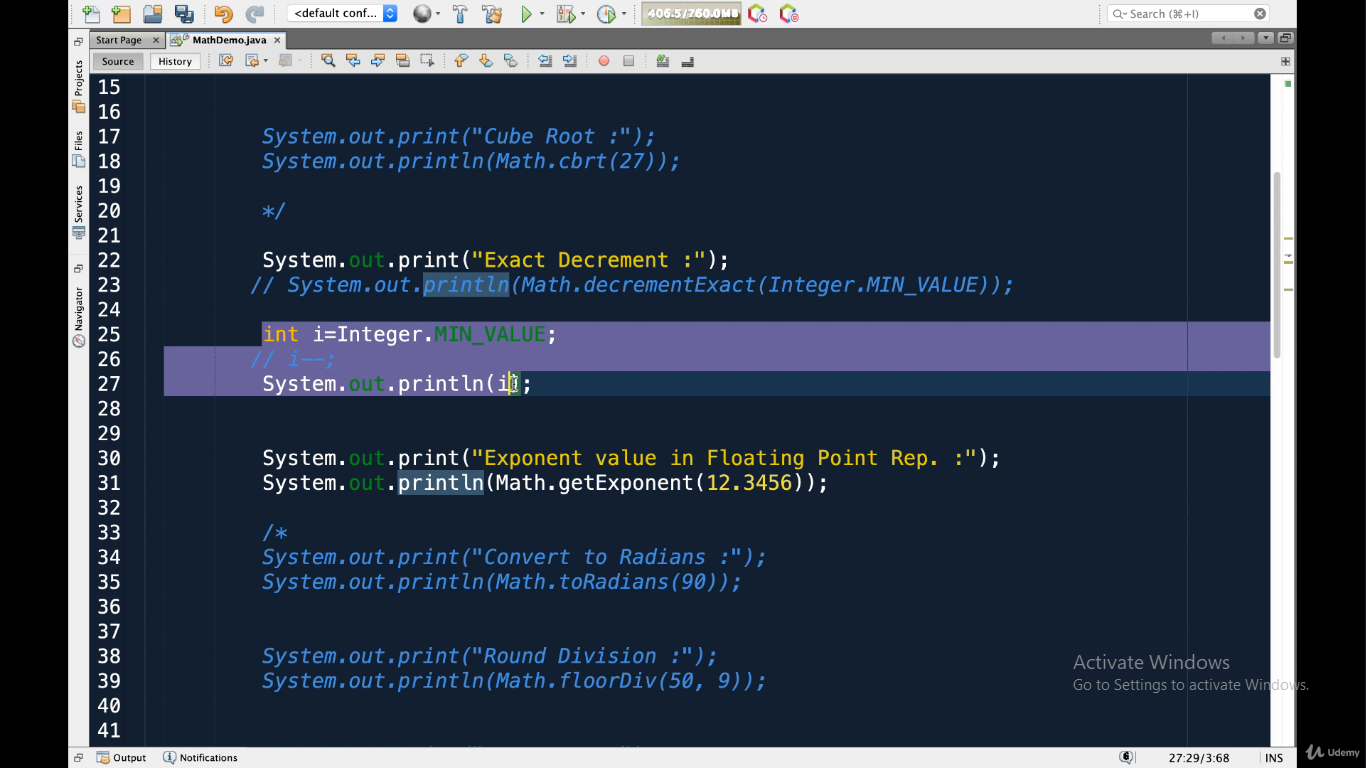 <default conf...
406.5/760.0MB
Search (⌘+I)
Start Page
MathDemo.java
Source
History
Projects
Files
Services
Navigator
15
16
17 System.out.print("Cube Root :");
18 System.out.println(Math.cbrt(27));
19
20 */
21
22 System.out.print("Exact Decrement :");
23 // System.out.println(Math.decrementExact(Integer.MIN_VALUE));
24
25 int i=Integer.MIN_VALUE;
26 // i--;
27 System.out.println(i);
28
29
30 System.out.print("Exponent value in Floating Point Rep. :");
31 System.out.println(Math.getExponent(12.3456));
32
33 /*
34 System.out.print("Convert to Radians :");
35 System.out.println(Math.toRadians(90));
36
37
38 System.out.print("Round Division :");
39 System.out.println(Math.floorDiv(50, 9));
40
41
Activate Windows
Go to Settings to activate Windows.
Output
Notifications
27:29/3:68
INS
Udemy